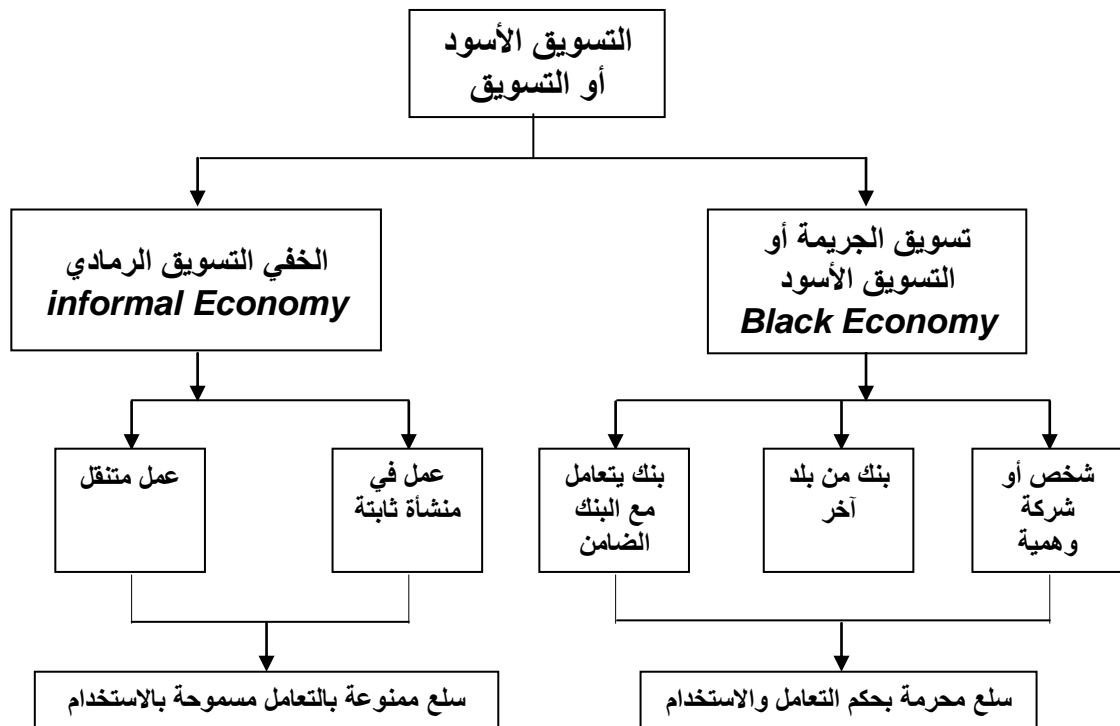 التسويق الأسود
أو التسويق
تسويق الجريمة أو
التسويق الأسود
Black Economy
الخفي التسويق الرمادي
informal Economy
شخص أو
شركة
وهمية
بنك من بلد
آخر
بنك يتعامل
مع البنك
الضامن
عمل في
منشأة ثابتة
عمل متنقل
سلع محرمة بحكم التعامل والاستخدام
سلع ممنوعة بالتعامل مسموحة بالاستخدام